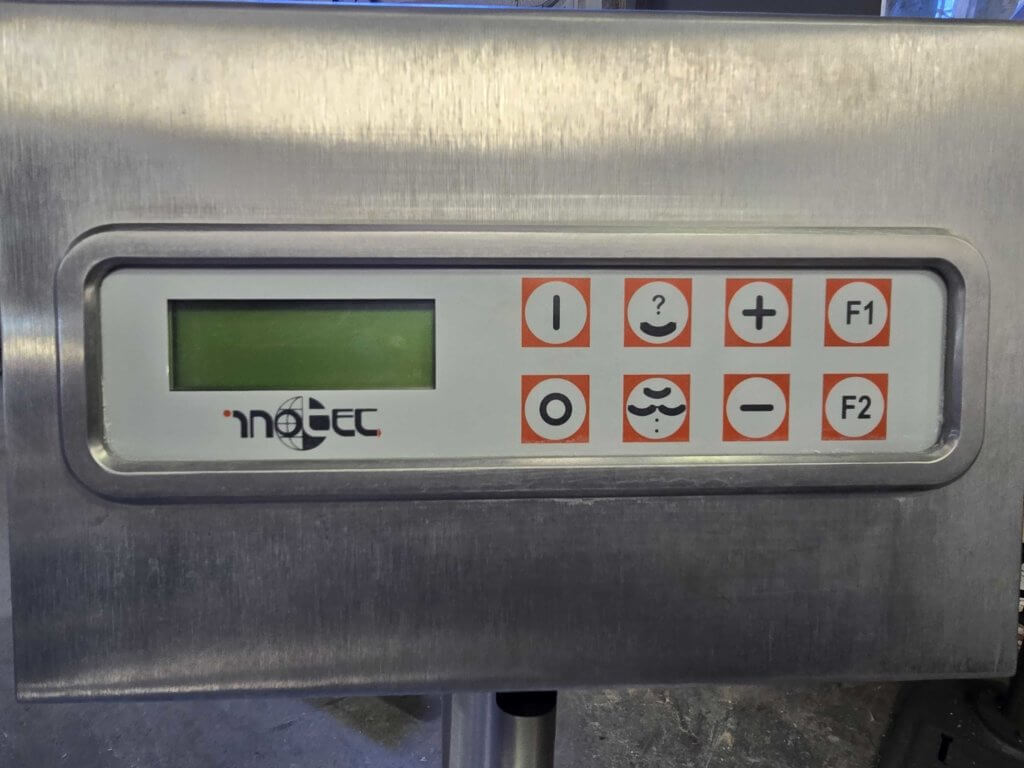 inotec
I ? + F1
O − F2